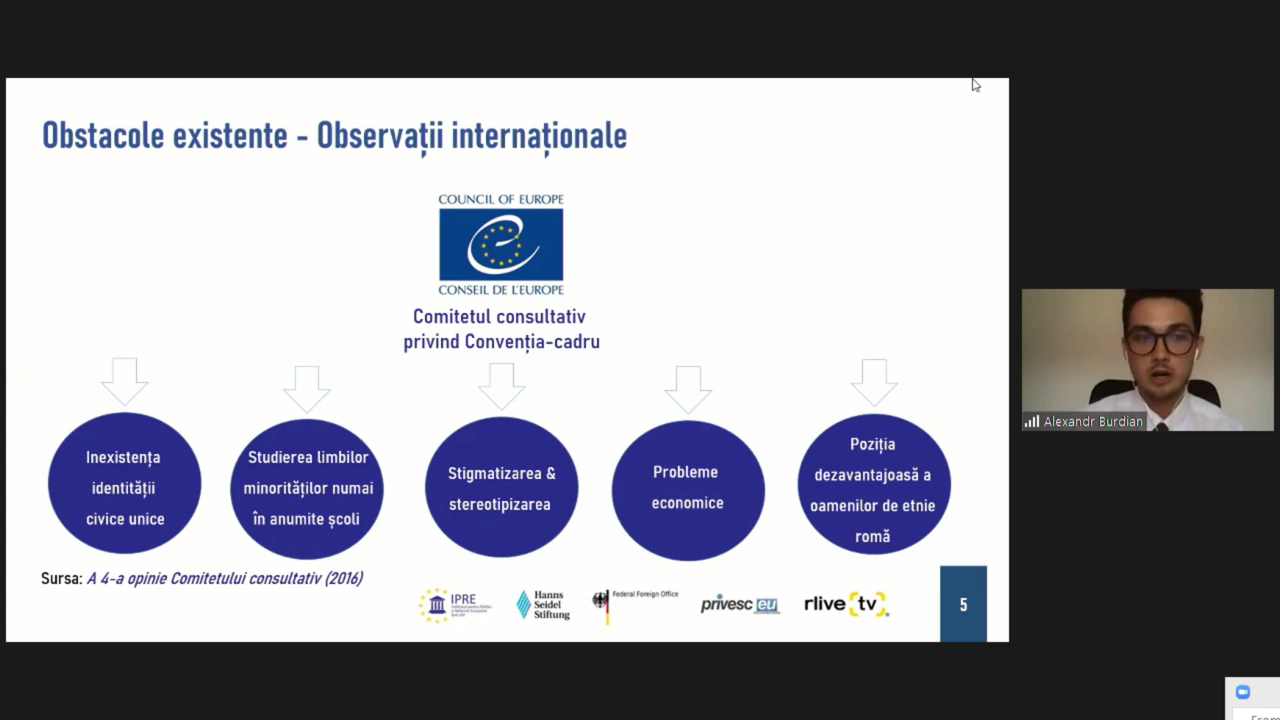 Obstacole existente - Observații internaționale
COUNCIL OF EUROPE
CONSEIL DE L'EUROPE
Comitetul consultativ
privind Convenția-cadru
Inexistența
identității
civice unice
Studierea limbilor
minorităților numai
în anumite școli
Stigmatizarea &
stereotipizarea
Probleme
economice
Poziția
dezavantajoasă a
oamenilor de etnie
romă
Sursa: A 4-a opinie Comitetului consultativ (2016)
IPRE
Hanns
Seidel
Stiftung
Federal Foreign Office
privesc eu
rlive tv
5
Alexandr Burdian